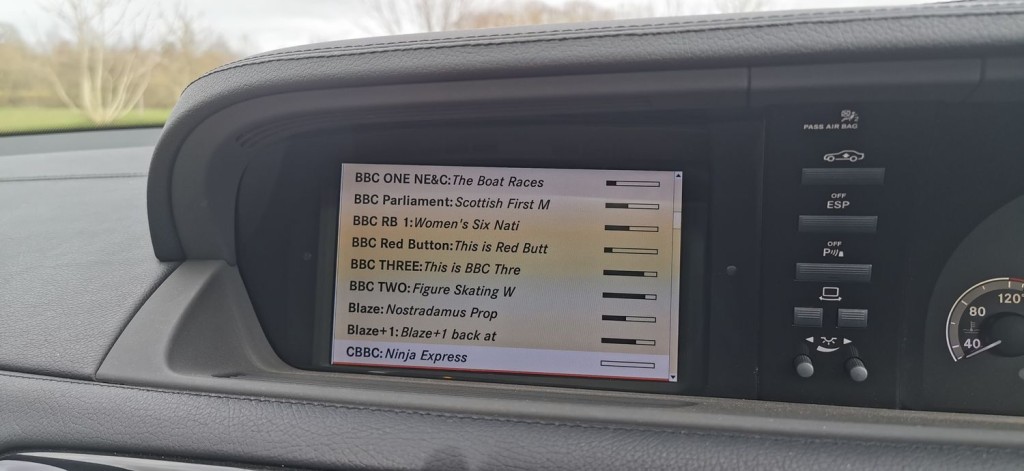 BBC ONE NE&C:The Boat Races
BBC Parliament:Scottish First M
BBC RB 1:Women's Six Nati
BBC Red Button:This is Red Butt
BBC THREE:This is BBC Thre
BBC TWO:Figure Skating W
Blaze:Nostradamus Prop
Blaze+1:Blaze+1 back at
CBBC:Ninja Express
PASS AIR BAG
OFF
ESP
OFF
P
120
80
40